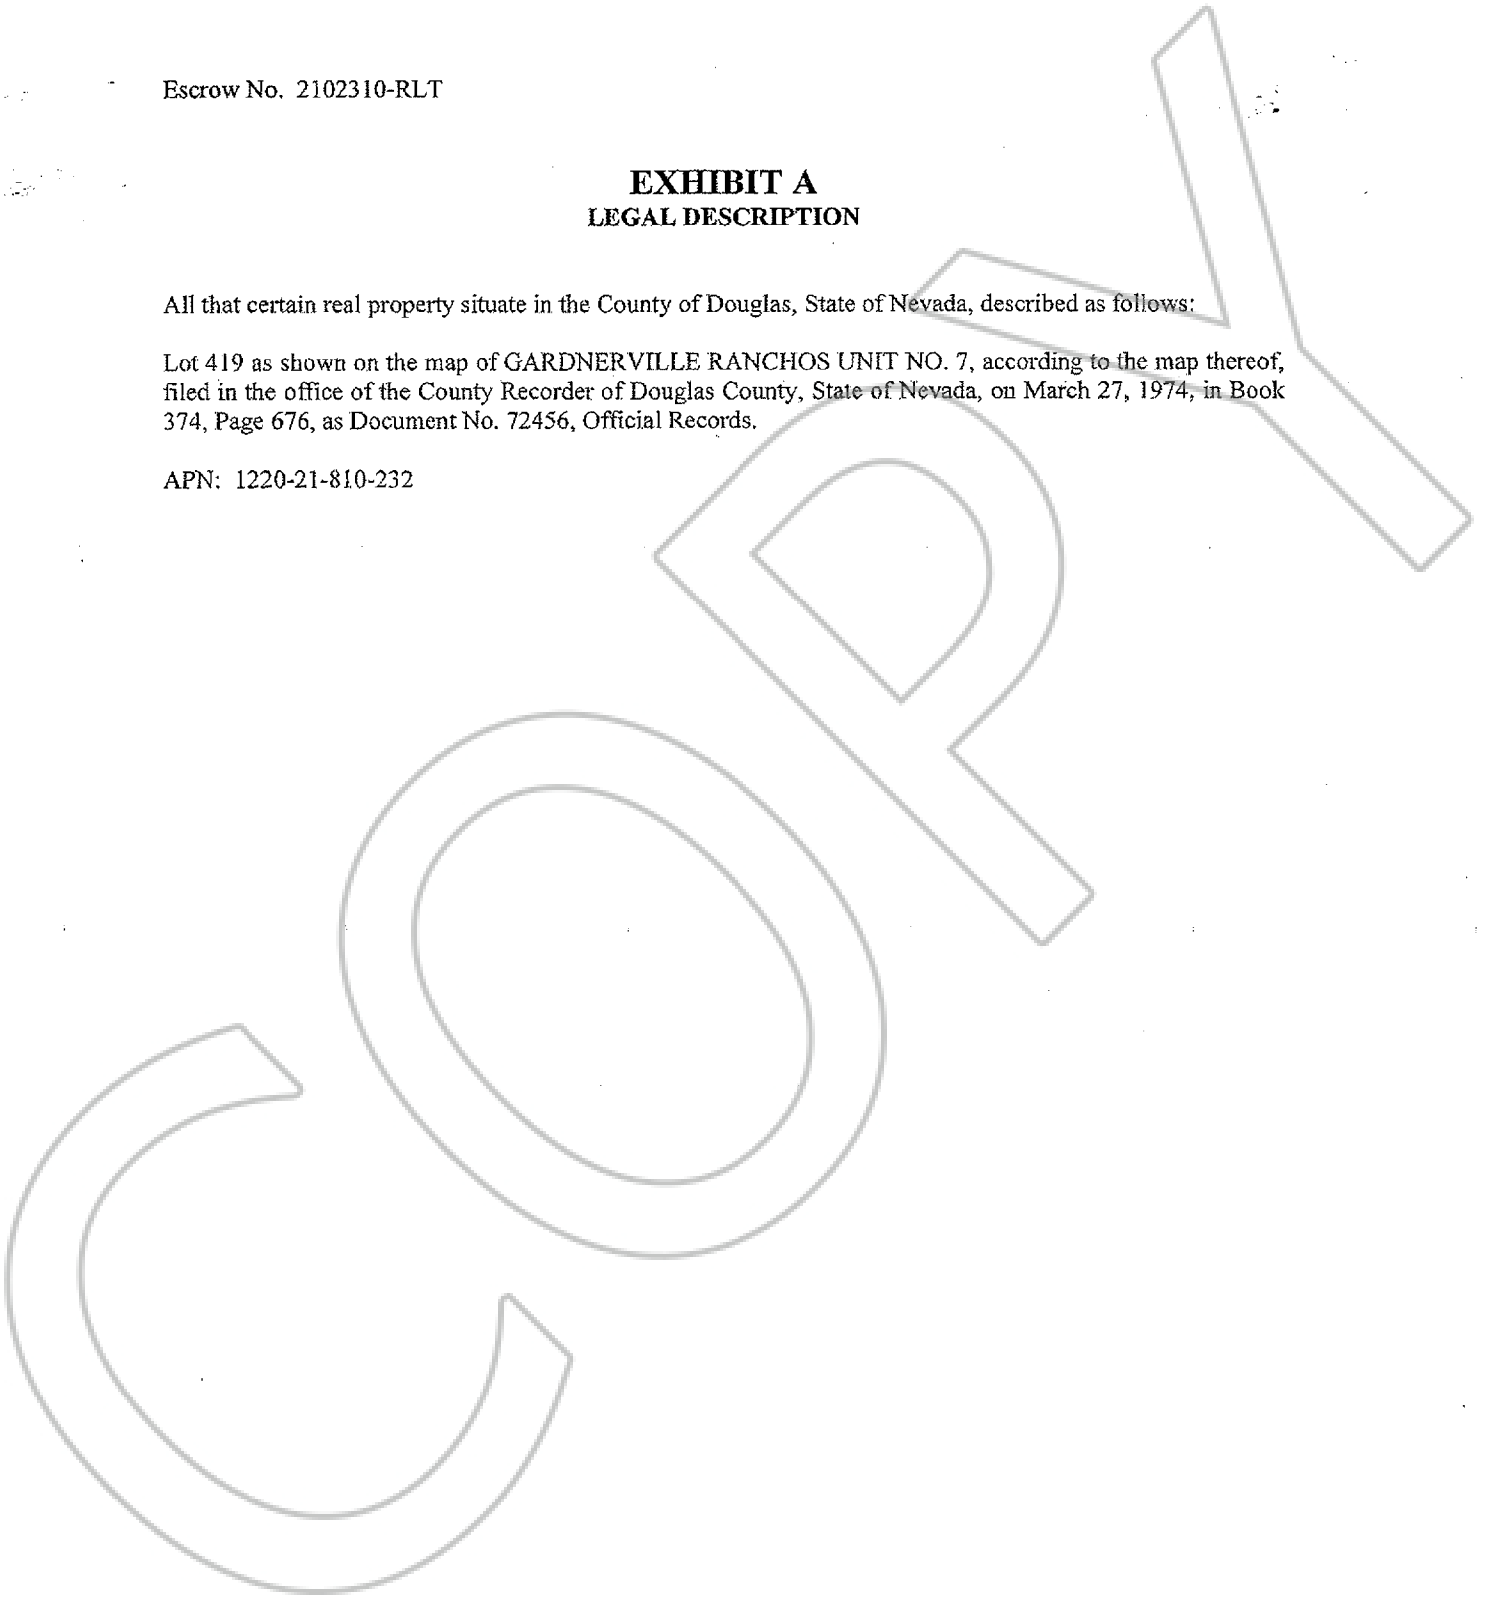 Escrow No. 2102310-RLT
EXHIBIT A
LEGAL DESCRIPTION
All that certain real property situate in the County of Douglas, State of Nevada, described as follows:
Lot 419 as shown on the map of GARDNERVILLE RANCHOS UNIT NO. 7, according to the map thereof,
filed in the office of the County Recorder of Douglas County, State of Nevada, on March 27, 1974, in Book
374, Page 676, as Document No. 72456, Official Records.
APN: 1220-21-810-232
COPY